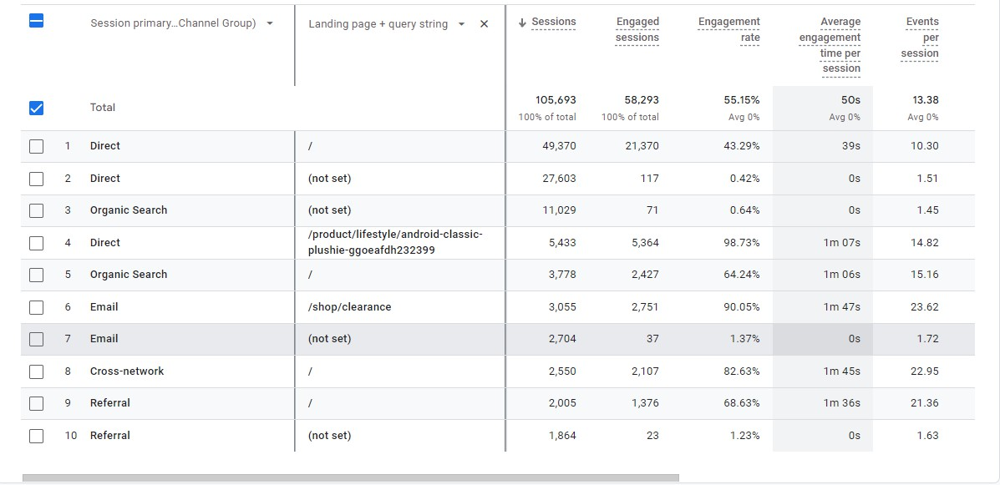 Session primary…Channel Group) Landing page + query string Sessions Engaged sessions Engagement rate Average engagement time per session Events per session
Total 105,693 58,293 55.15% 50s 13.38
100% of total 100% of total Avg 0% Avg 0% Avg 0%
1 Direct / 49,370 21,370 43.29% 39s 10.30
2 Direct (not set) 27,603 117 0.42% 0s 1.51
3 Organic Search (not set) 11,029 71 0.64% 0s 1.45
4 Direct /product/lifestyle/android-classic-plushie-ggoeafdh232399 5,433 5,364 98.73% 1m 07s 14.82
5 Organic Search / 3,778 2,427 64.24% 1m 06s 15.16
6 Email /shop/clearance 3,055 2,751 90.05% 1m 47s 23.62
7 Email (not set) 2,704 37 1.37% 0s 1.72
8 Cross-network / 2,550 2,107 82.63% 1m 45s 22.95
9 Referral / 2,005 1,376 68.63% 1m 36s 21.36
10 Referral (not set) 1,864 23 1.23% 0s 1.63